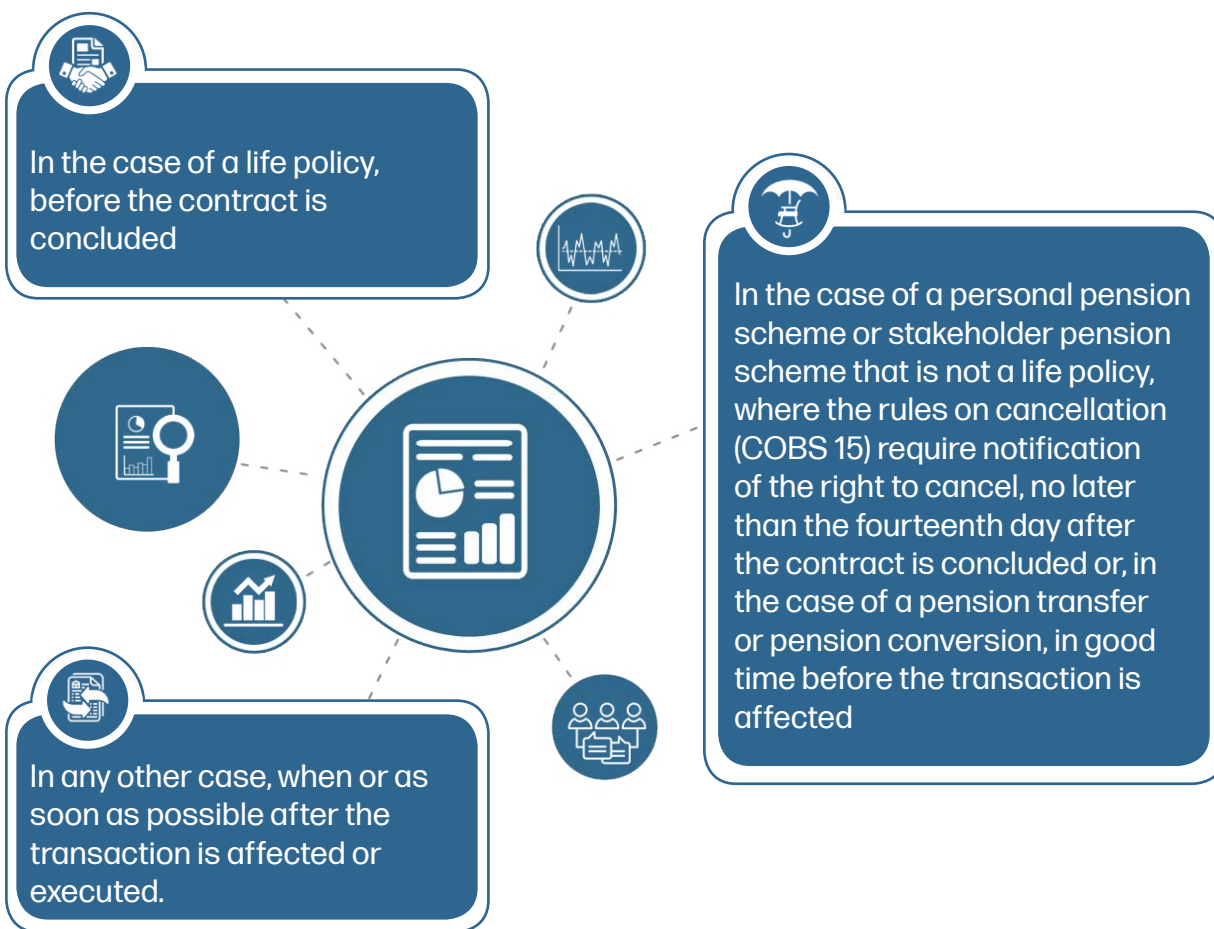 In the case of a life policy,
before the contract is
concluded
In the case of a personal pension
scheme or stakeholder pension
scheme that is not a life policy,
where the rules on cancellation
(COBS 15) require notification
of the right to cancel, no later
than the fourteenth day after
the contract is concluded or, in
the case of a pension transfer
or pension conversion, in good
time before the transaction is
affected
In any other case, when or as
soon as possible after the
transaction is affected or
executed.